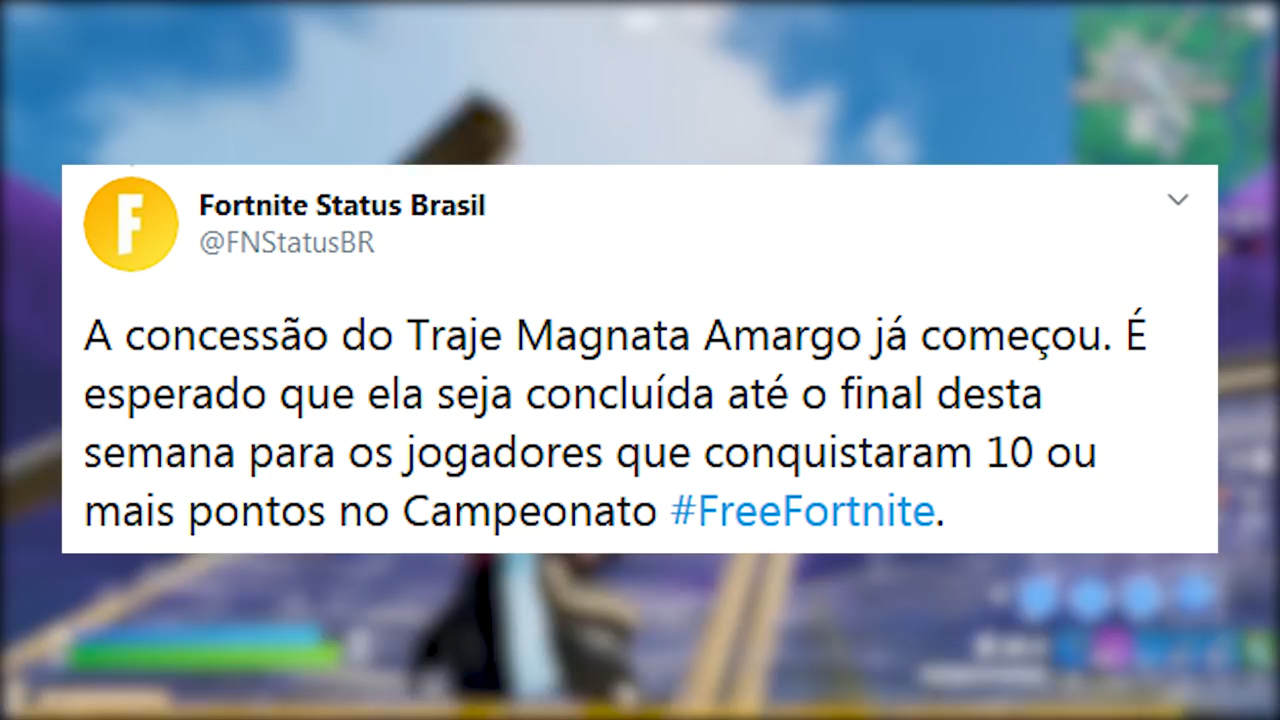 F
Fortnite Status Brasil
@FNStatusBR
A concessão do Traje Magnata Amargo já começou. É
esperado que ela seja concluída até o final desta
semana para os jogadores que conquistaram 10 ou
mais pontos no Campeonato #FreeFortnite.